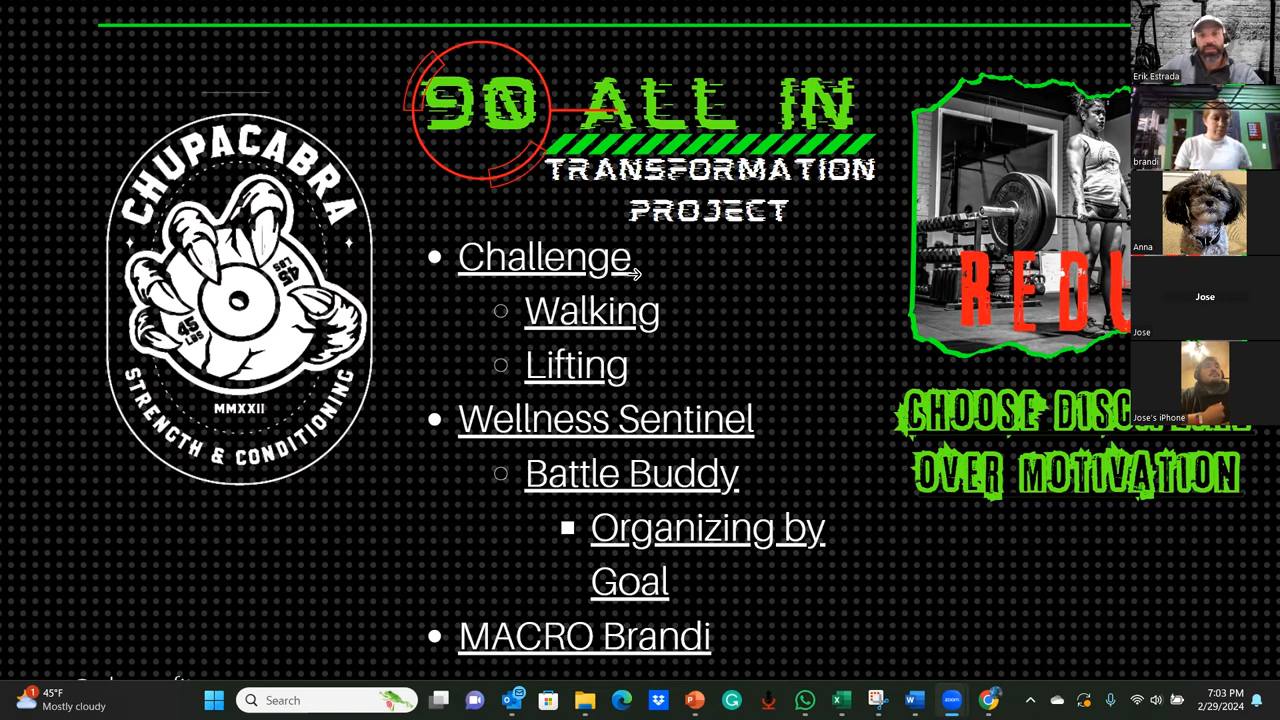 CHUPACABRA
45 LBS
45 LBS
MMXXII
STRENGTH & CONDITIONING
90 ALL IN
TRANSFORMATION
PROJECT
Challenge
Walking
Lifting
Wellness Sentinel
Battle Buddy
Organizing by
Goal
MACRO Brandi
REDU
CHOOSE DISC
OVER MOTIVATION
Erik Estrada
brandi
Anna
Jose
Jose
Jose's iPhone
1
45°F
Mostly cloudy
Search
7:03 PM
2/29/2024